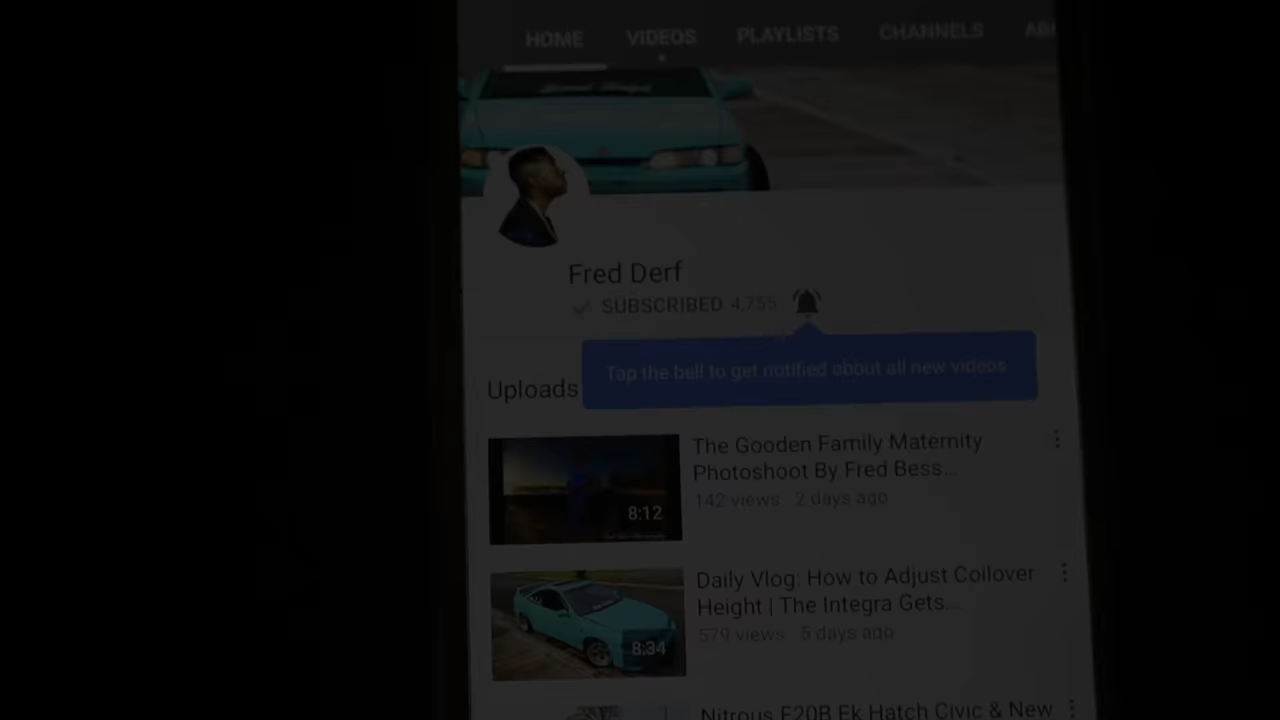 HOME VIDEOS PLAYLISTS CHANNELS
Fred Derf
SUBSCRIBED 4,755
Tap the bell to get notified about all new videos
Uploads
The Gooden Family Maternity
Photoshoot By Fred Bess...
142 views 2 days ago
8:12
Daily Vlog: How to Adjust Coilover
Height | The Integra Gets...
579 views 5 days ago
8:34
Nitrous F20B Ek Hatch Civic & New